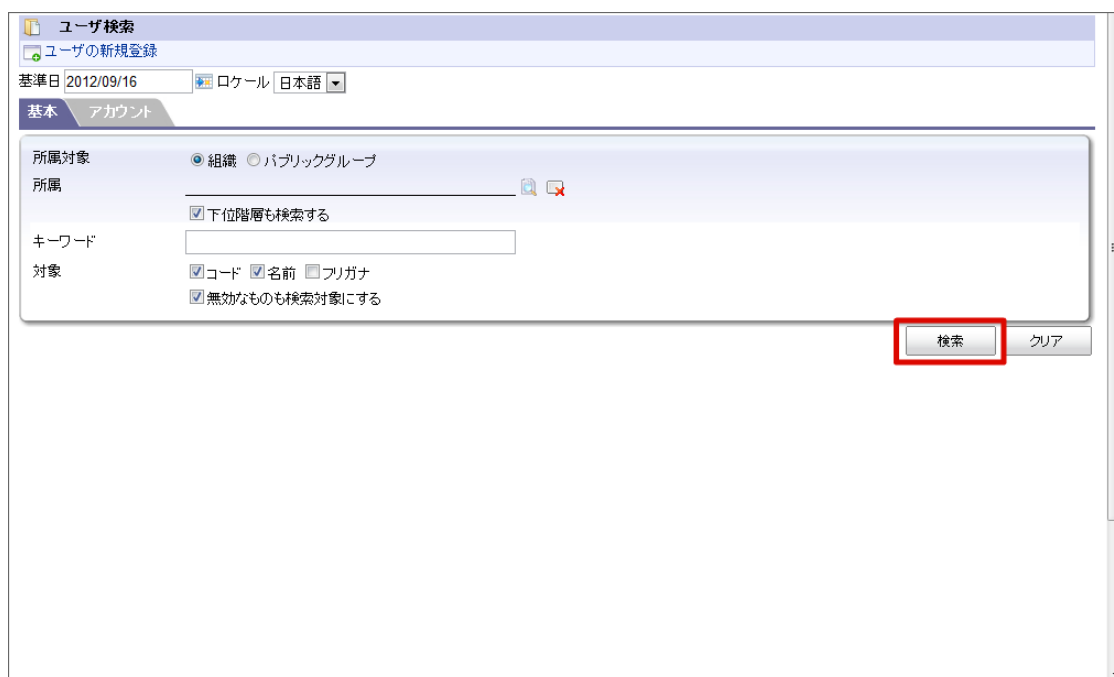 ユーザ検索
ユーザの新規登録
基準日 2012/09/16 ロケール 日本語
基本 アカウント
所属対象 組織 パブリックグループ
所属
下位階層も検索する
キーワード
対象 コード 名前 フリガナ
無効なものも検索対象にする
検索 クリア